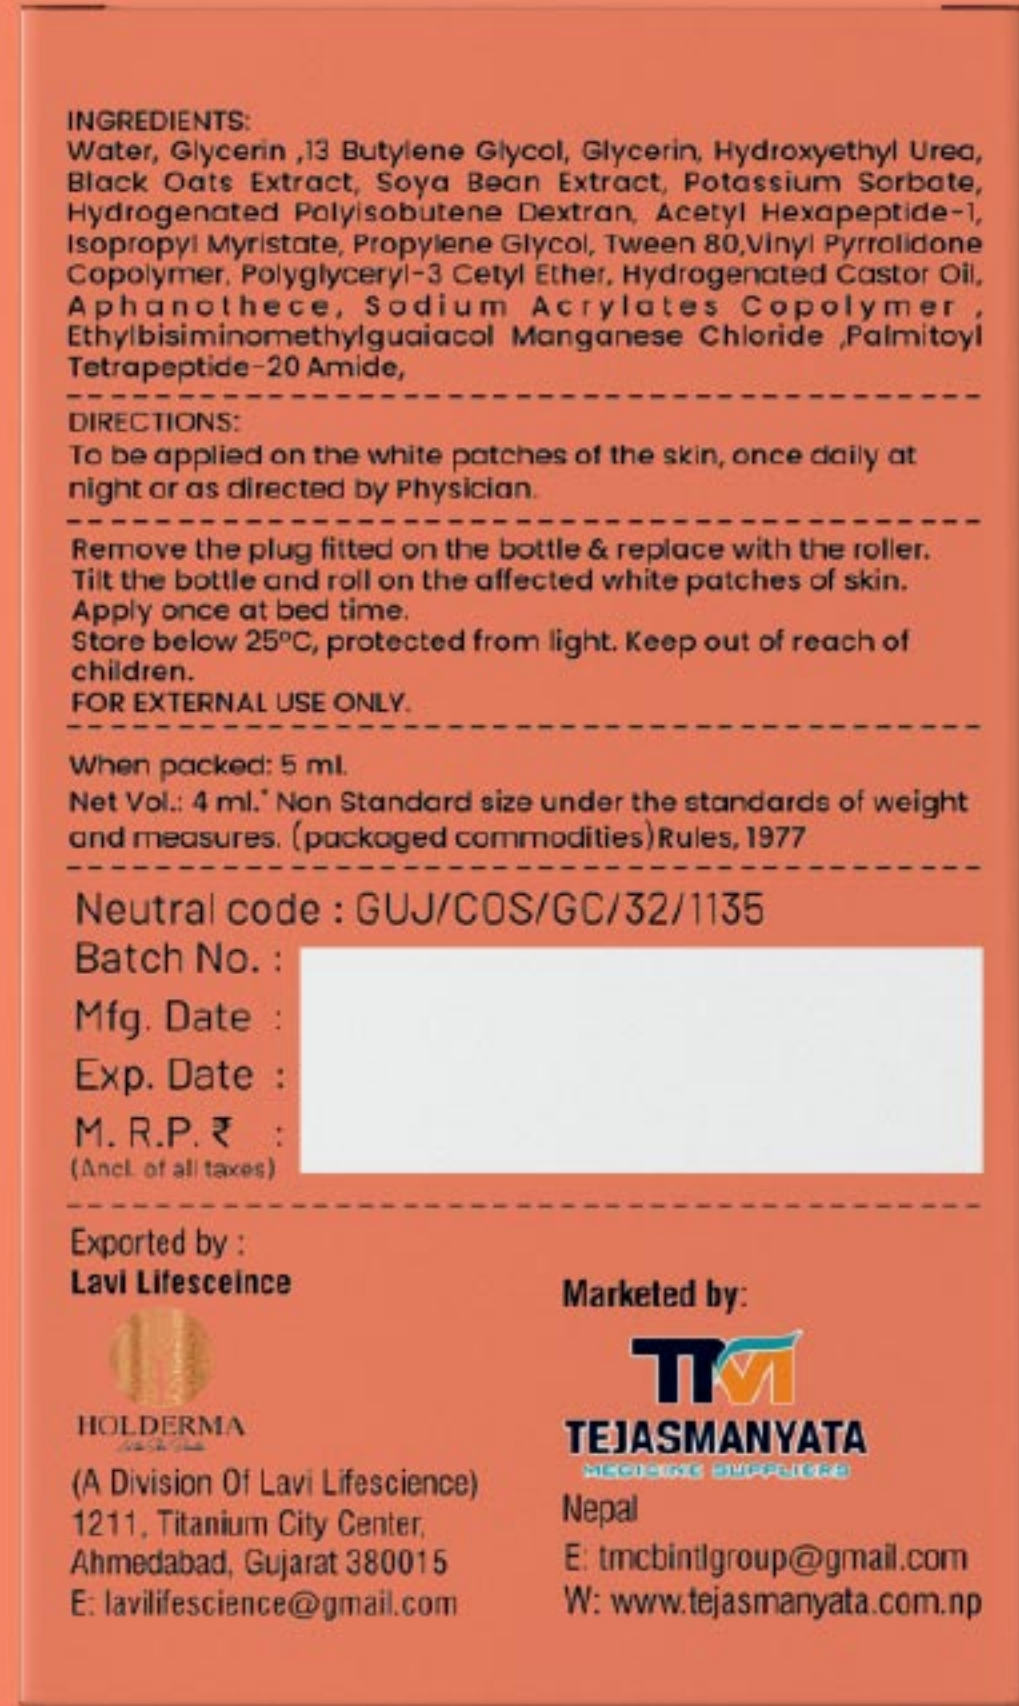 INGREDIENTS:
Water, Glycerin ,13 Butylene Glycol, Glycerin, Hydroxyethyl Urea,
Black Oats Extract, Soya Bean Extract, Potassium Sorbate,
Hydrogenated Polyisobutene Dextran, Acetyl Hexapeptide-1,
Isopropyl Myristate, Propylene Glycol, Tween 80,Vinyl Pyrrolidone
Copolymer, Polyglyceryl-3 Cetyl Ether, Hydrogenated Castor Oil,
Aphanothece, Sodium Acrylates Copolymer ,
Ethylbisiminomethylguaiacol Manganese Chloride ,Palmitoyl
Tetrapeptide-20 Amide,
DIRECTIONS:
To be applied on the white patches of the skin, once daily at
night or as directed by Physician.
Remove the plug fitted on the bottle & replace with the roller.
Tilt the bottle and roll on the affected white patches of skin.
Apply once at bed time.
Store below 25°C, protected from light. Keep out of reach of
children.
FOR EXTERNAL USE ONLY.
When packed: 5 ml.
Net Vol.: 4 ml.* Non Standard size under the standards of weight
and measures. (packaged commodities) Rules, 1977
Neutral code : GUJ/COS/GC/32/1135
Batch No. :
Mfg. Date :
Exp. Date :
M. R.P. ₹ :
(Ancl. of all taxes)
Exported by :
Lavi Lifesceince
HOLDERMA
(A Division Of Lavi Lifescience)
1211, Titanium City Center,
Ahmedabad, Gujarat 380015
E: lavilifescience@gmail.com
Marketed by:
TM
TEJASMANYATA
MEDICINE SUPPLIERS
Nepal
E: tmcbintlgroup@gmail.com
W: www.tejasmanyata.com.np